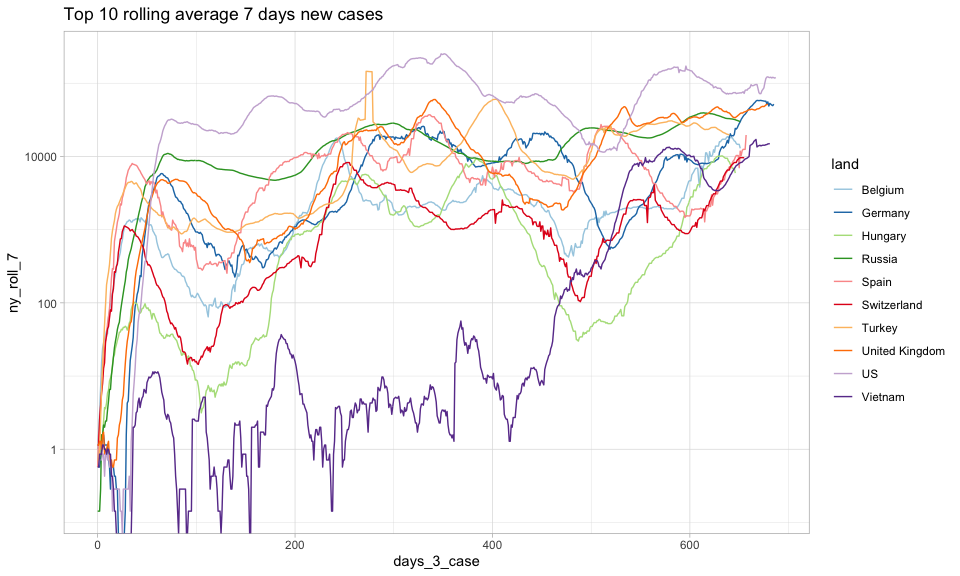 Top 10 rolling average 7 days new cases
ny_roll_7
10000
100
1
0
200
400
600
days_3_case
land
Belgium
Germany
Hungary
Russia
Spain
Switzerland
Turkey
United Kingdom
US
Vietnam